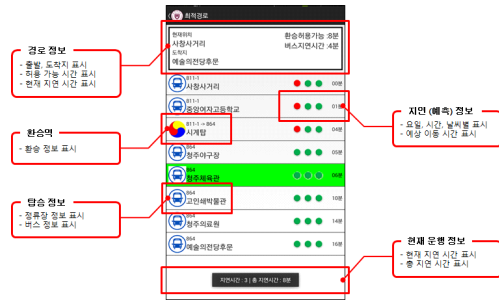 최적경로
현재위치
사창사거리
도착지
예술의전당후문
환승허용가능 :8분
버스지연시간 :4분
811-1
사창사거리
00분
811-1
중앙여자고등학교
01분
811-1 → 864
시계탑
04분
864
청주야구장
05분
864
청주체육관
06분
864
고인쇄박물관
10분
864
청주의료원
14분
864
예술의전당후문
16분
지연시간 : 3 | 총 지연시간 : 8분
경로 정보
- 출발, 도착지 표시
- 허용 가능 시간 표시
- 현재 지연 시간 표시
환승역
- 환승 정보 표시
탑승 정보
- 정류장 정보 표시
- 버스 정보 표시
지연 (예측) 정보
- 요일, 시간, 날씨별 표시
- 예상 이동 시간 표시
현재 운행 정보
- 현재 지연 시간 표시
- 총 지연 시간 표시